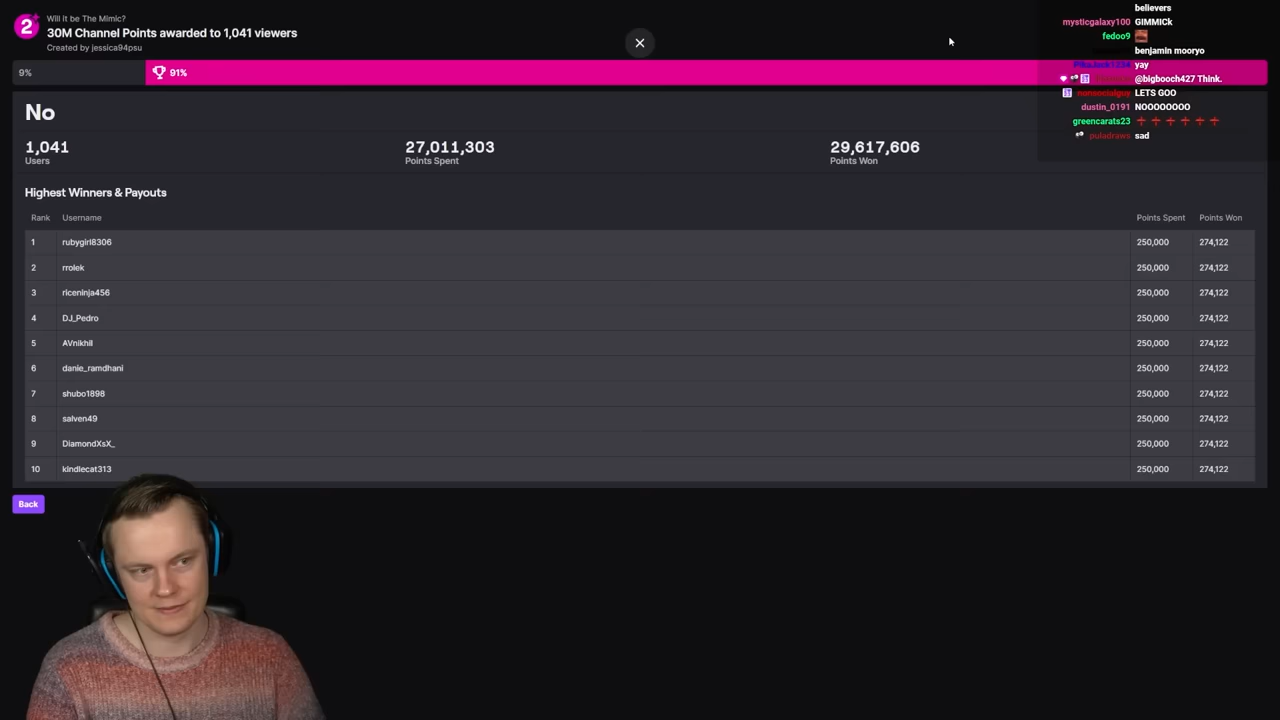 2
Will it be The Mimic?
30M Channel Points awarded to 1,041 viewers
Created by jessica94psu
9%
91%
No
1,041
Users
27,011,303
Points Spent
29,617,606
Points Won
Highest Winners & Payouts
Rank Username Points Spent Points Won
1 rubygirl8306 250,000 274,122
2 rrolek 250,000 274,122
3 riceninja456 250,000 274,122
4 DJ_Pedro 250,000 274,122
5 AVnikhil 250,000 274,122
6 danie_ramdhani 250,000 274,122
7 shubo1898 250,000 274,122
8 salven49 250,000 274,122
9 DiamondXsX_ 250,000 274,122
10 kindlecat313 250,000 274,122
Back
believers
mysticgalaxy100 GIMMICk
fedoo9
benjamin mooryo
PikaJack1234 yay
@bigbooch427 Think.
nonsocialguy LETS GOO
dustin_0191 NOOOOOOO
greencarats23
puladraws sad